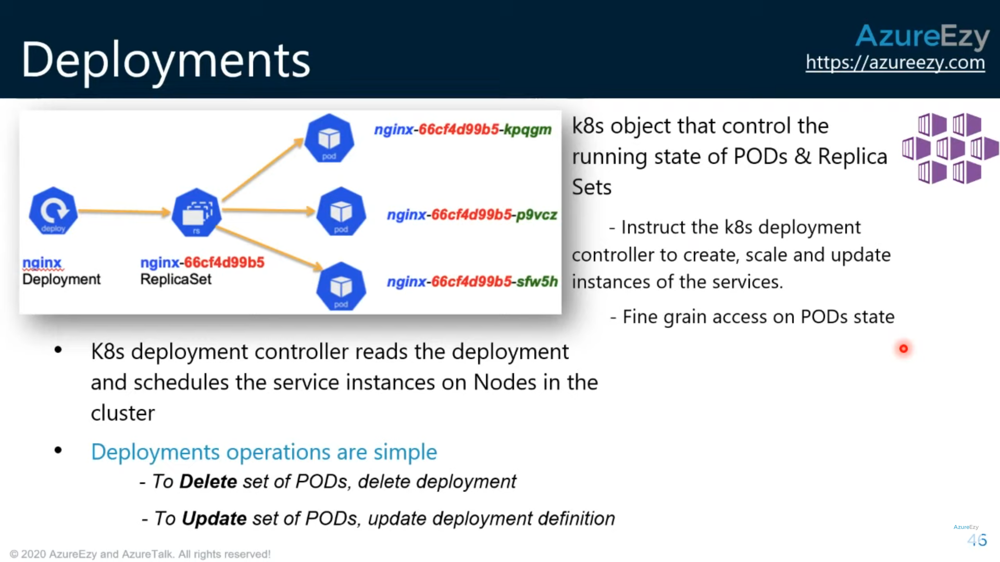 Deployments
AzureEzy
https://azureezy.com
pod
nginx-66cf4d99b5-kpqgm
deploy
rs
pod
nginx-66cf4d99b5-p9vcz
nginx
Deployment
nginx-66cf4d99b5
ReplicaSet
pod
nginx-66cf4d99b5-sfw5h
k8s object that control the
running state of PODs & Replica
Sets
- Instruct the k8s deployment
controller to create, scale and update
instances of the services.
- Fine grain access on PODs state
• K8s deployment controller reads the deployment
and schedules the service instances on Nodes in the
cluster
• Deployments operations are simple
- To Delete set of PODs, delete deployment
- To Update set of PODs, update deployment definition
AzureEzy
46
© 2020 AzureEzy and AzureTalk. All rights reserved!